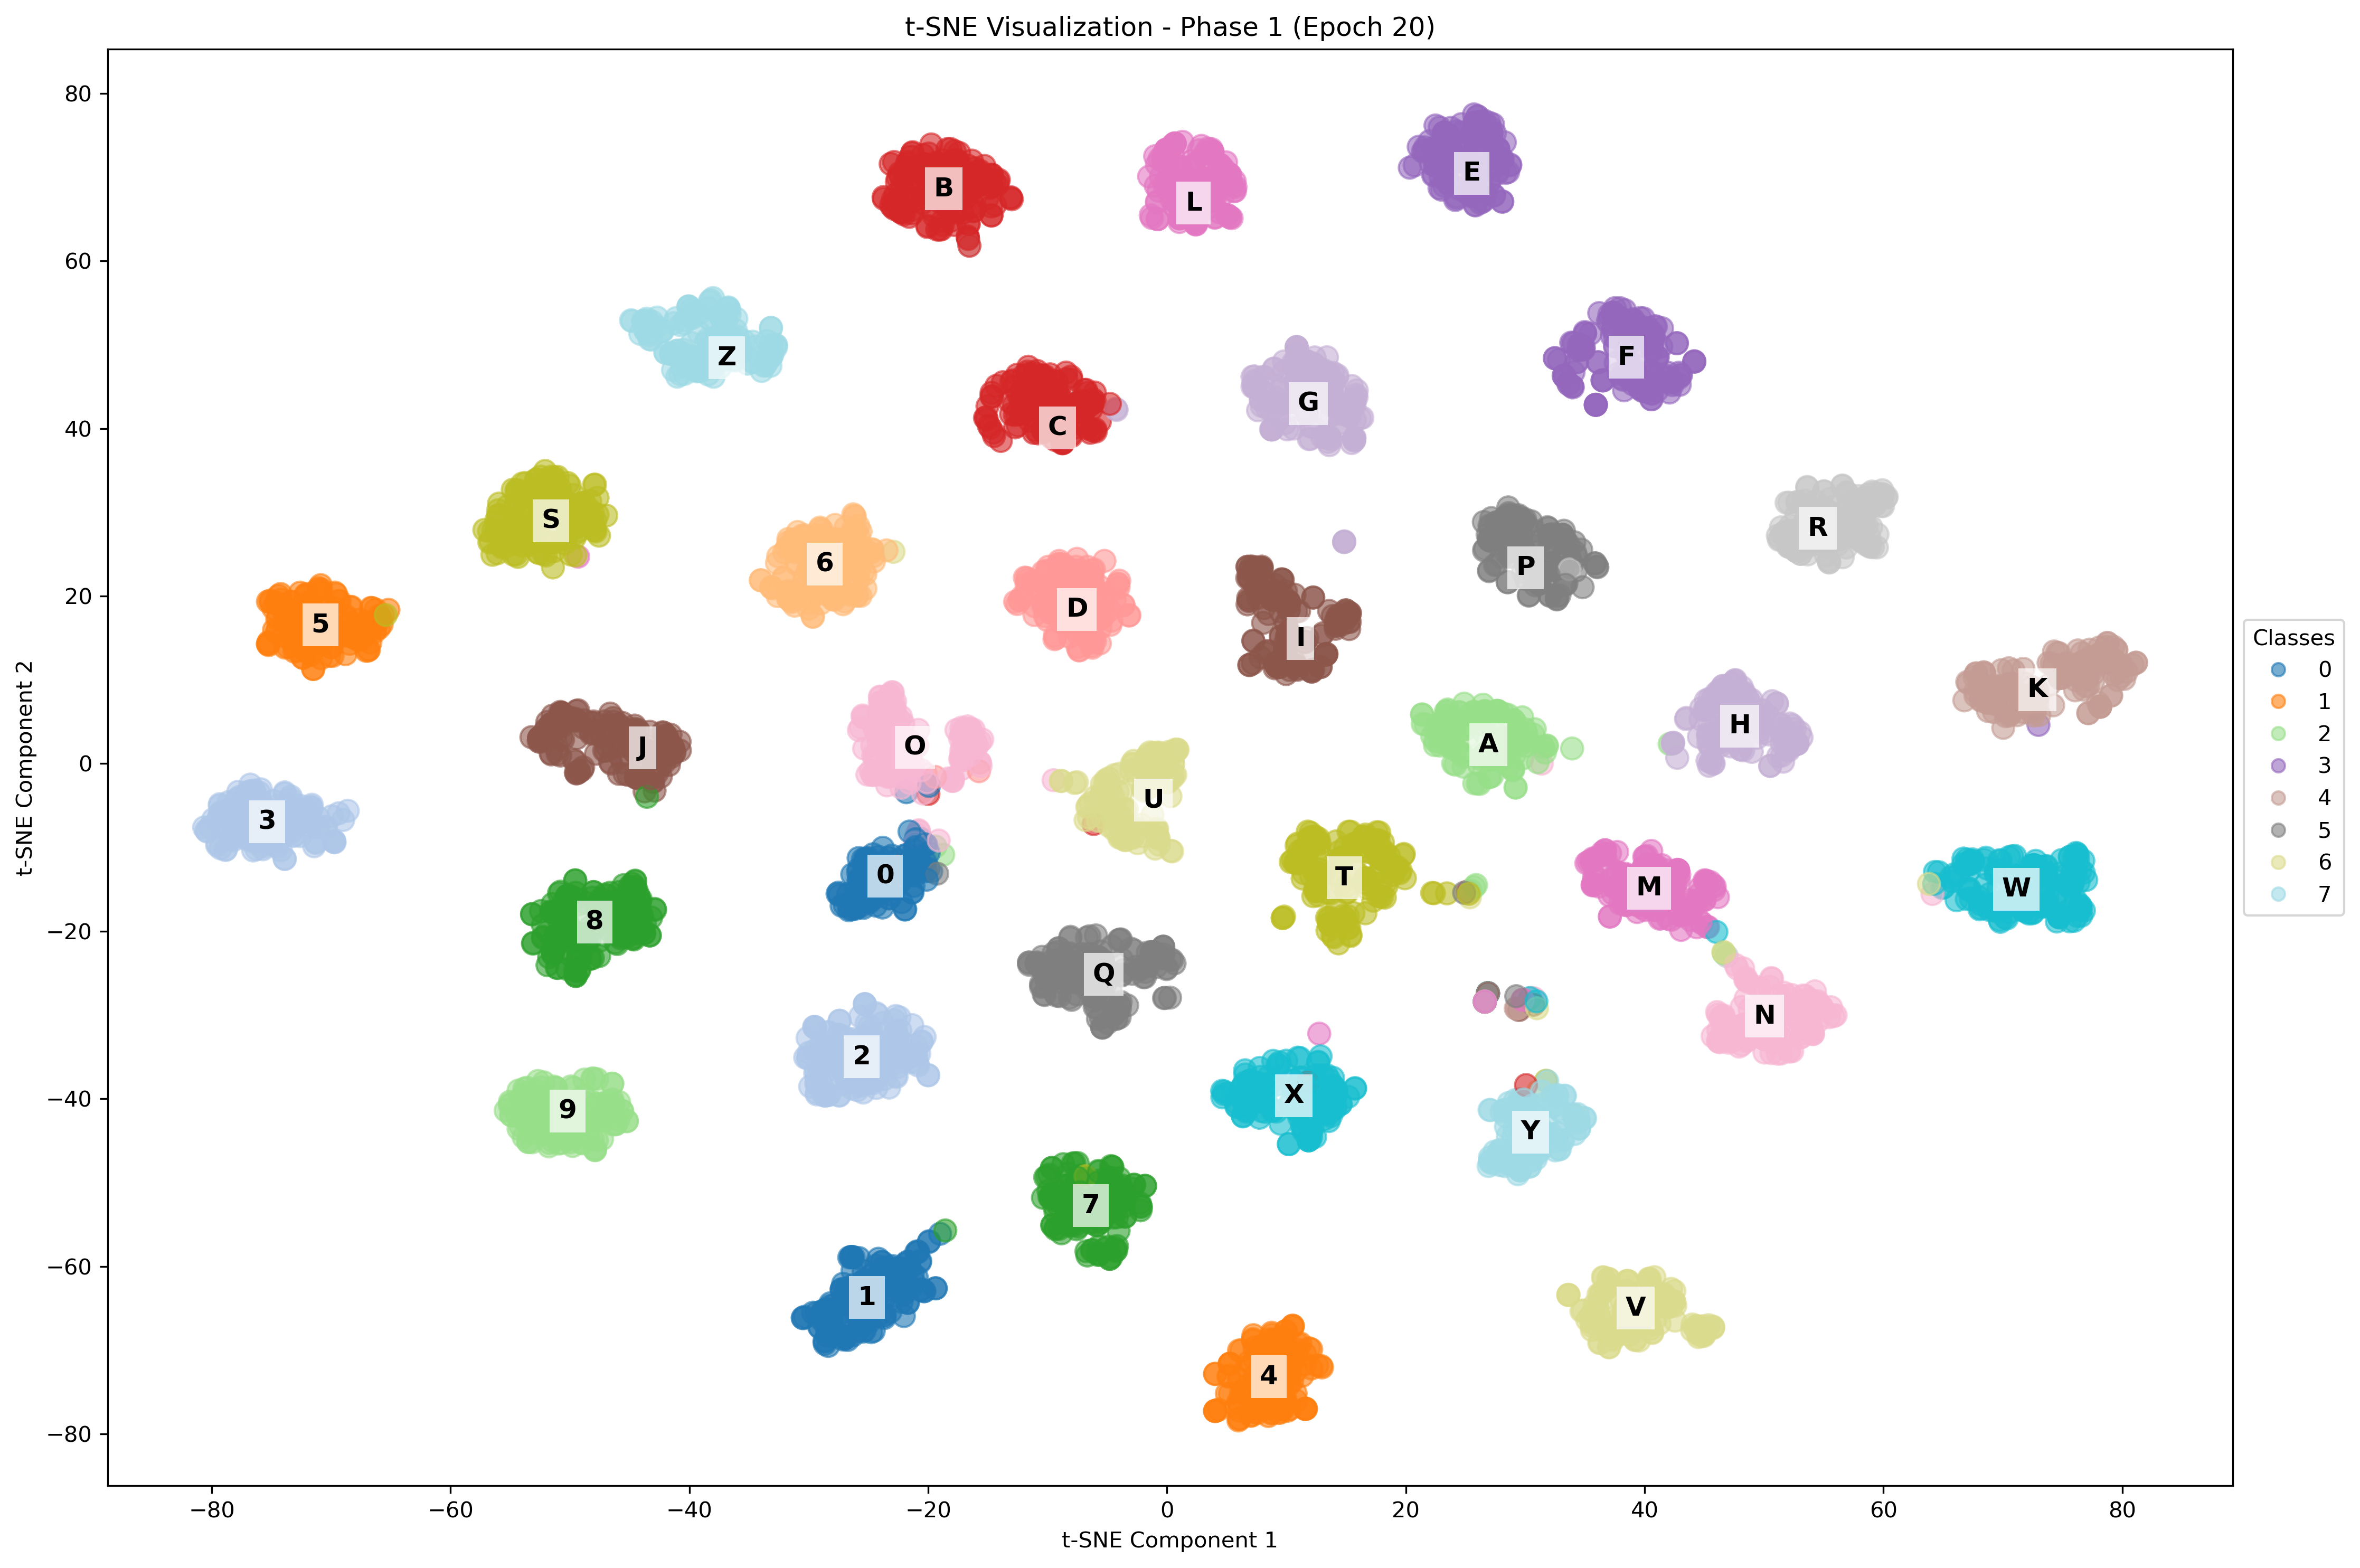 t-SNE Visualization - Phase 1 (Epoch 20)
80
60
40
20
0
−20
−40
−60
−80
t-SNE Component 2
B
L
E
Z
F
G
C
S
R
6
P
D
5
I
K
H
O
A
J
U
3
0
T
M
W
8
Q
N
2
X
9
Y
7
1
V
4
Classes
0
1
2
3
4
5
6
7
−80
−60
−40
−20
0
20
40
60
80
t-SNE Component 1